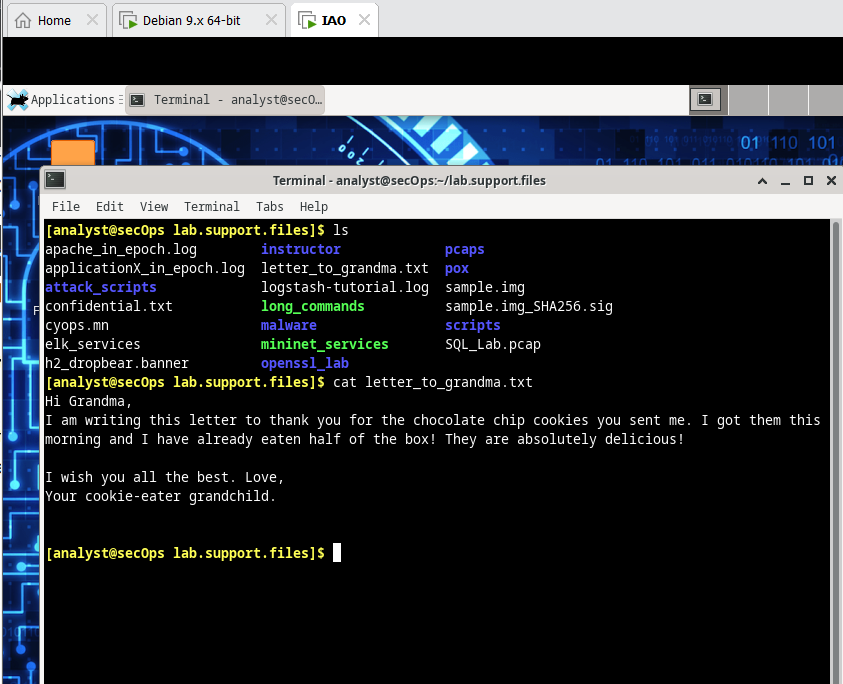 Home
Debian 9.x 64-bit
IAO
Applications
Terminal - analyst@secO...
01 110 101
Terminal - analyst@secOps:~/lab.support.files
File Edit View Terminal Tabs Help
[analyst@secOps lab.support.files]$ ls
apache_in_epoch.log instructor pcaps
applicationX_in_epoch.log letter_to_grandma.txt pox
attack_scripts logstash-tutorial.log sample.img
confidential.txt long_commands sample.img_SHA256.sig
cyops.mn malware scripts
elk_services mininet_services SQL_Lab.pcap
h2_dropbear.banner openssl_lab
[analyst@secOps lab.support.files]$ cat letter_to_grandma.txt
Hi Grandma,
I am writing this letter to thank you for the chocolate chip cookies you sent me. I got them this
morning and I have already eaten half of the box! They are absolutely delicious!
I wish you all the best. Love,
Your cookie-eater grandchild.
[analyst@secOps lab.support.files]$